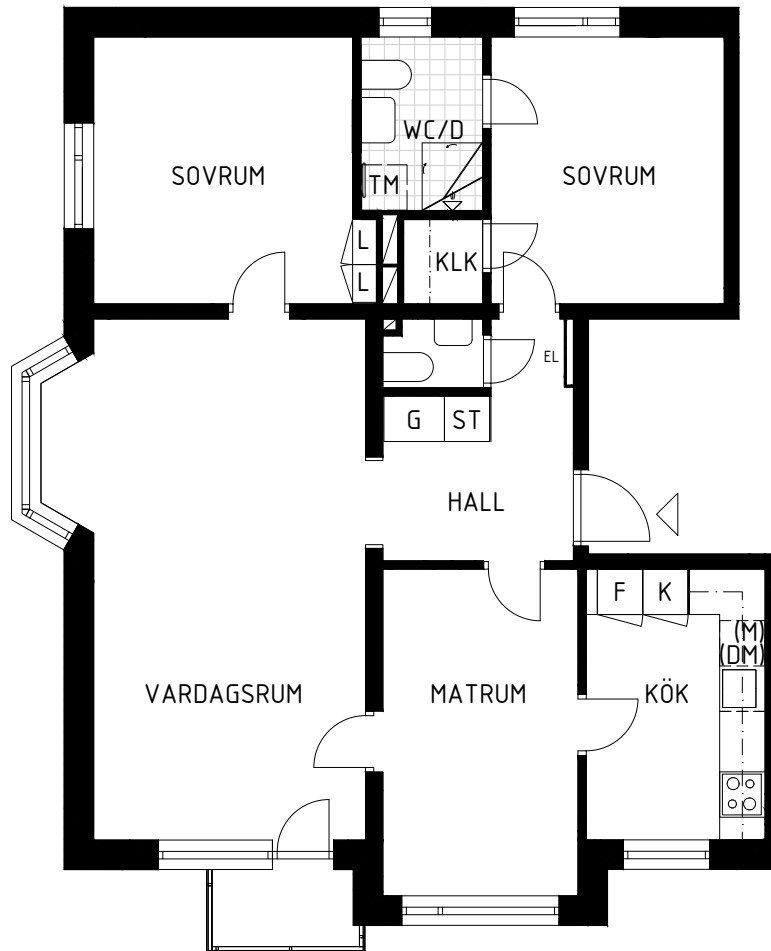 WC/D
SOVRUM
TM
SOVRUM
L
KLK
L
EL
G
ST
HALL
F
K
(M)
(DM)
VARDAGSRUM
MATRUM
KÖK